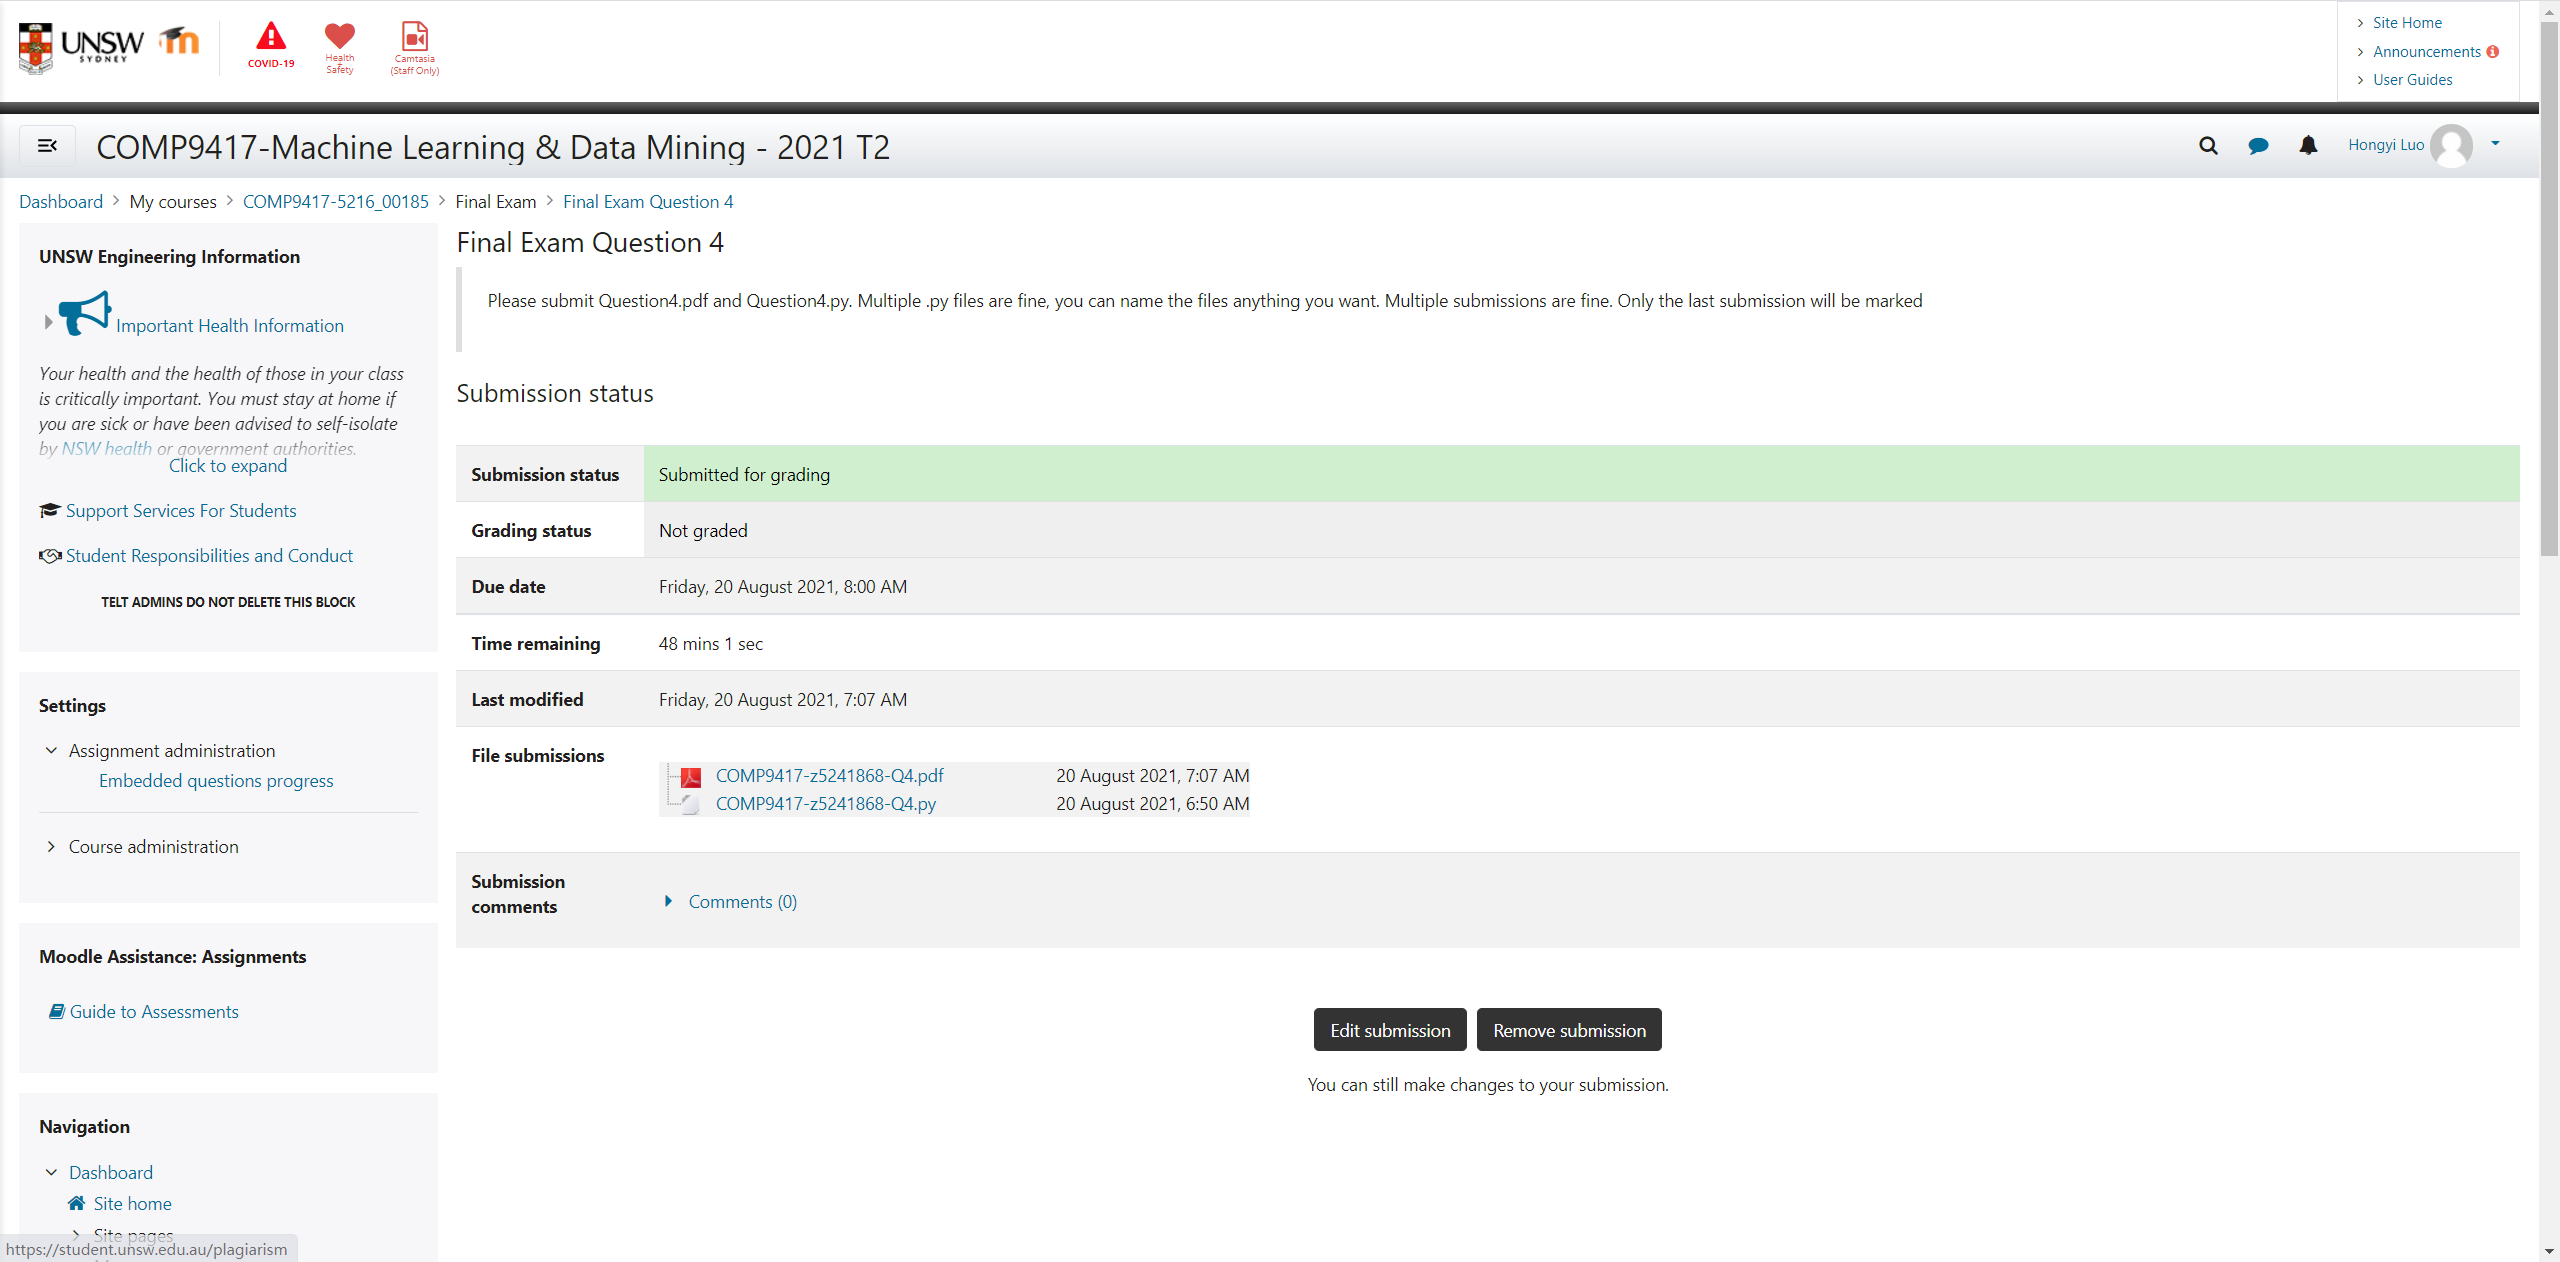 UNSW
SYDNEY
COVID-19
Health
Safety
Camtasia
(Staff Only)
Site Home
Announcements
User Guides
COMP9417-Machine Learning & Data Mining - 2021 T2
Hongyi Luo
Dashboard > My courses > COMP9417-5216_00185 > Final Exam > Final Exam Question 4
UNSW Engineering Information
Important Health Information
Your health and the health of those in your class
is critically important. You must stay at home if
you are sick or have been advised to self-isolate
by NSW health or government authorities.
Click to expand
Support Services For Students
Student Responsibilities and Conduct
TELT ADMINS DO NOT DELETE THIS BLOCK
Settings
Assignment administration
Embedded questions progress
Course administration
Moodle Assistance: Assignments
Guide to Assessments
Navigation
Dashboard
Site home
Site pages
https://student.unsw.edu.au/plagiarism
Final Exam Question 4
Please submit Question4.pdf and Question4.py. Multiple .py files are fine, you can name the files anything you want. Multiple submissions are fine. Only the last submission will be marked
Submission status
Submission status Submitted for grading
Grading status Not graded
Due date Friday, 20 August 2021, 8:00 AM
Time remaining 48 mins 1 sec
Last modified Friday, 20 August 2021, 7:07 AM
File submissions
COMP9417-z5241868-Q4.pdf 20 August 2021, 7:07 AM
COMP9417-z5241868-Q4.py 20 August 2021, 6:50 AM
Submission
comments
Comments (0)
Edit submission Remove submission
You can still make changes to your submission.